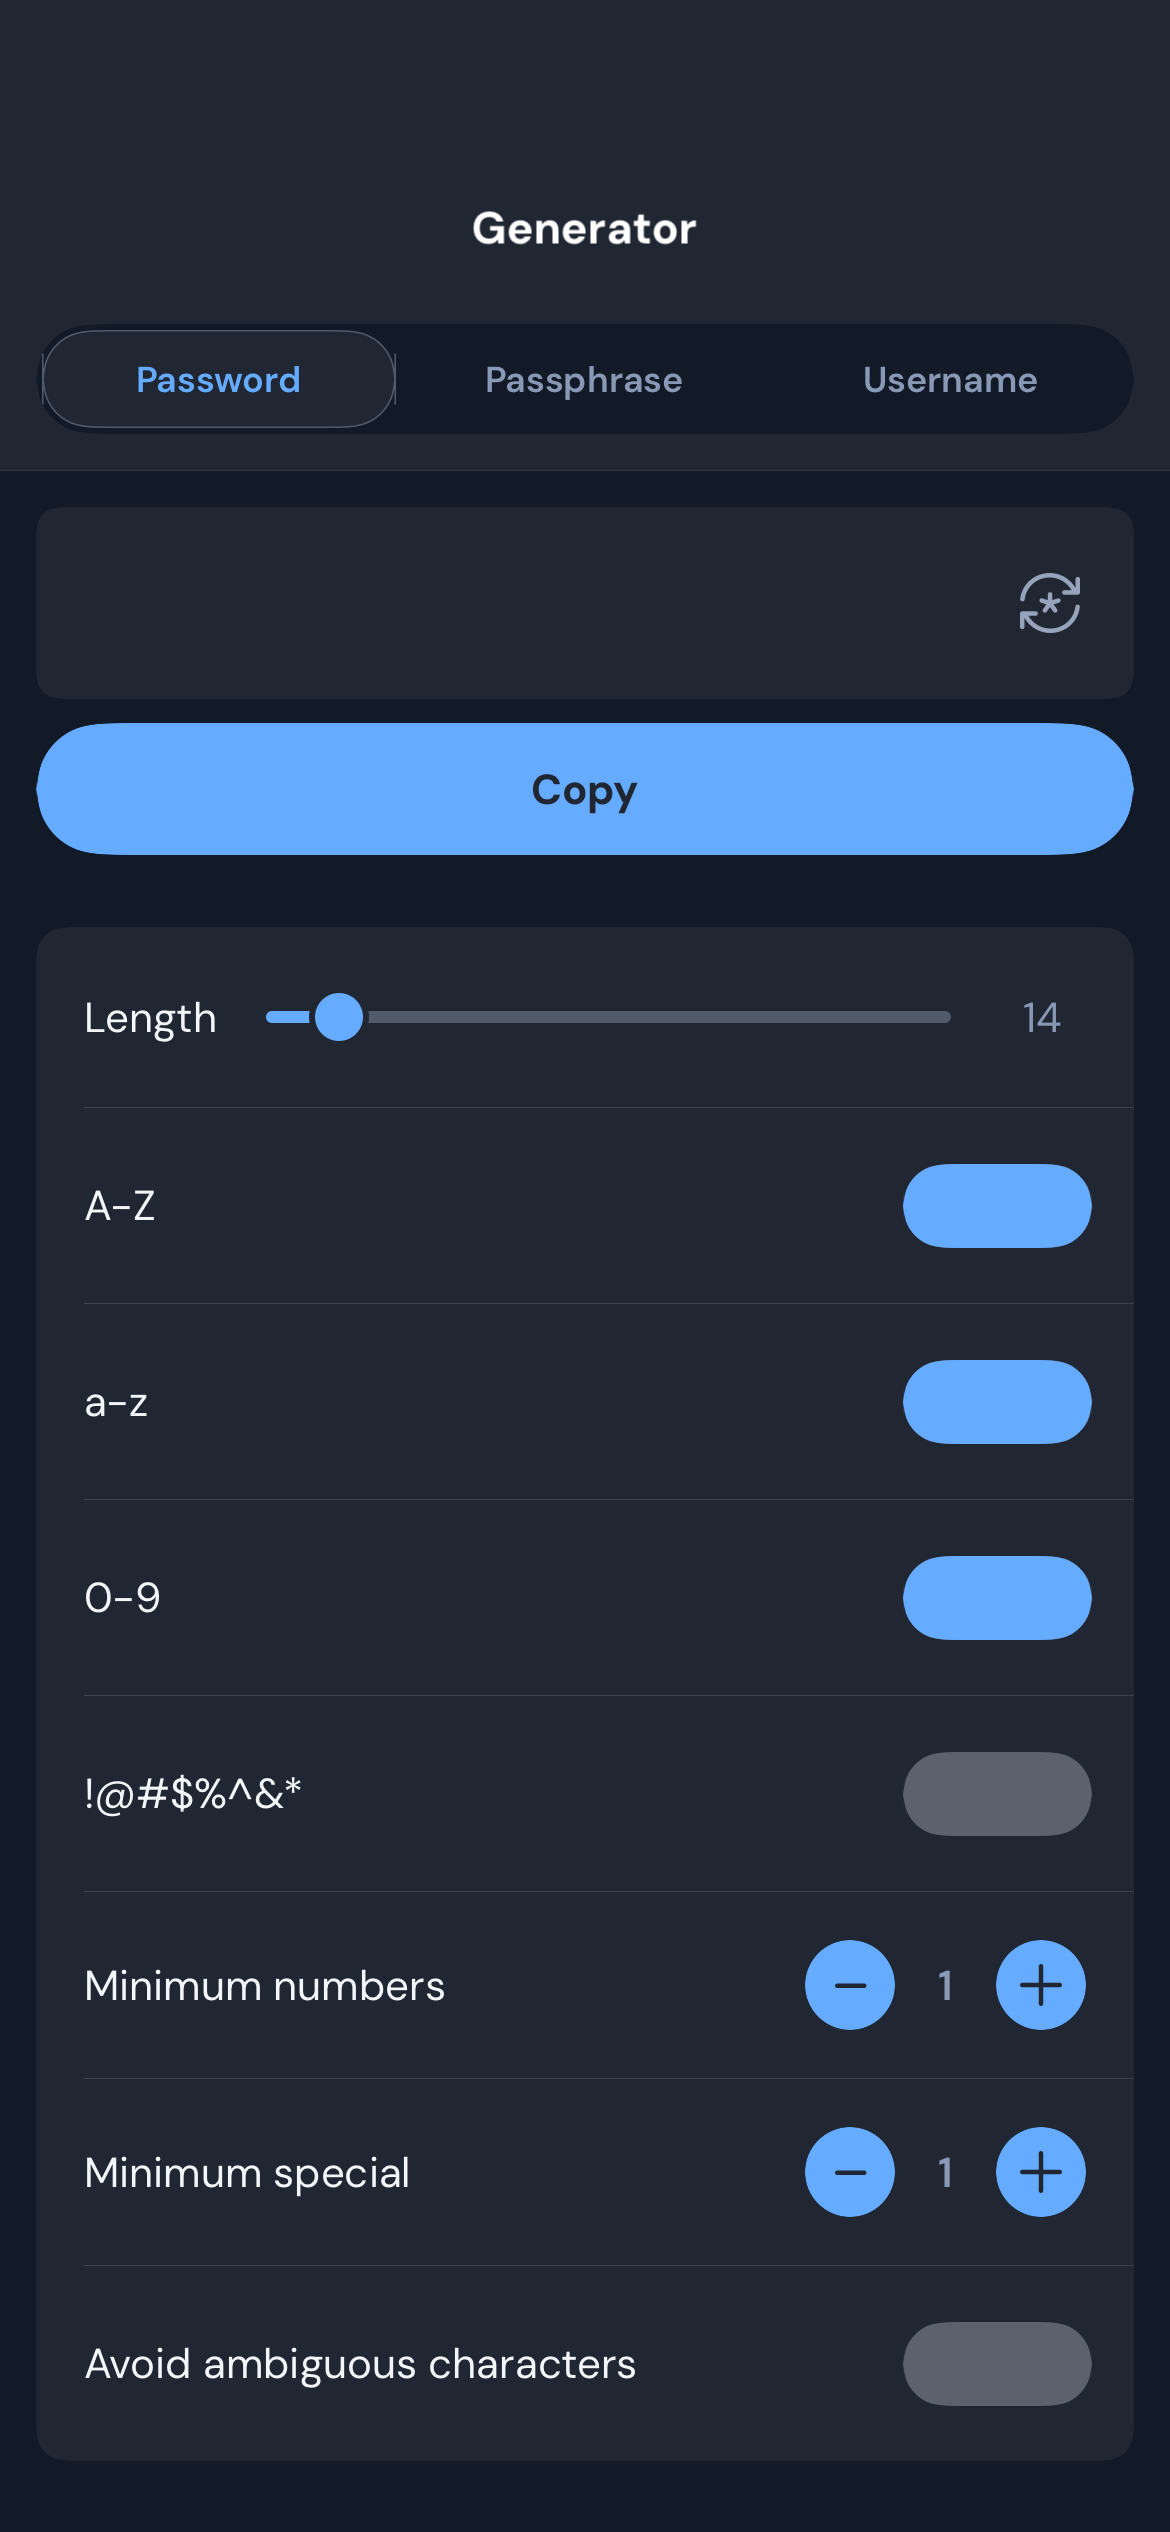 Generator
Password Passphrase Username
Copy
Length 14
A-Z
a-z
0-9
!@#$%^&*
Minimum numbers 1
Minimum special 1
Avoid ambiguous characters